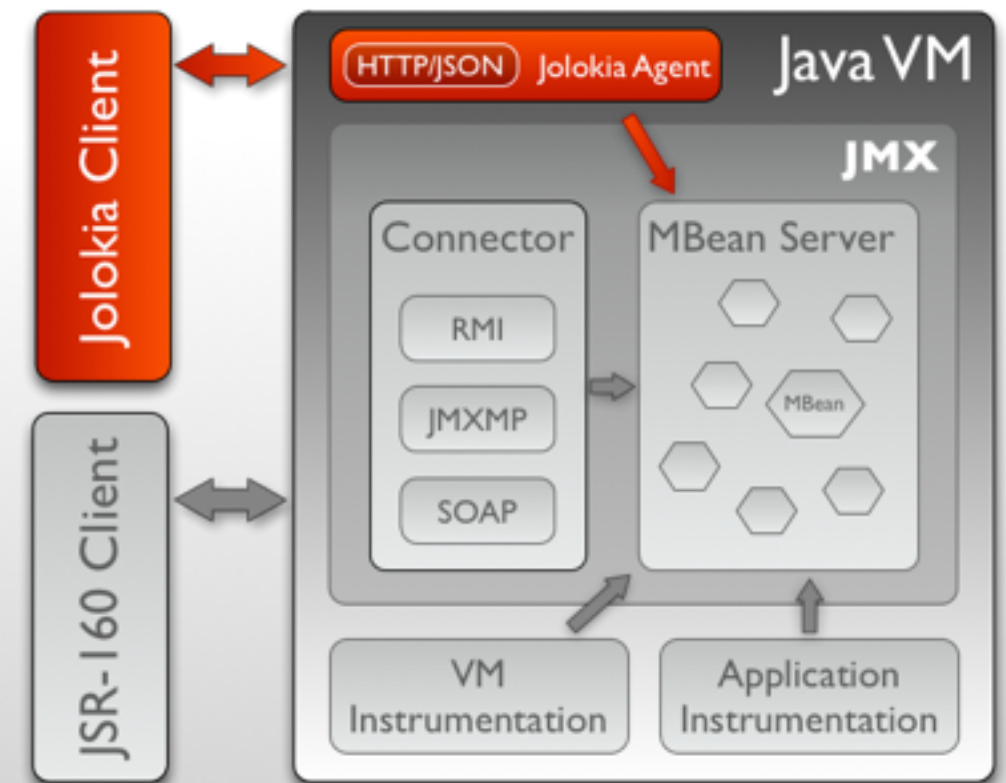 Jolokia Client
HTTP/JSON Jolokia Agent
Java VM
JMX
Connector
RMI
JMXMP
SOAP
MBean Server
MBean
JSR-160 Client
VM
Instrumentation
Application
Instrumentation